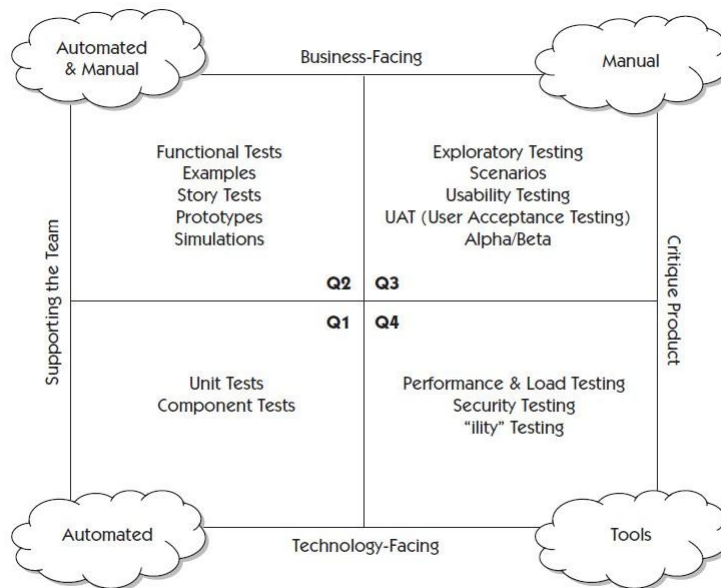 Automated
& Manual
Business-Facing
Manual
Functional Tests
Examples
Story Tests
Prototypes
Simulations
Exploratory Testing
Scenarios
Usability Testing
UAT (User Acceptance Testing)
Alpha/Beta
Supporting the Team
Critique Product
Q2
Q3
Q1
Q4
Unit Tests
Component Tests
Performance & Load Testing
Security Testing
“ility” Testing
Automated
Technology-Facing
Tools